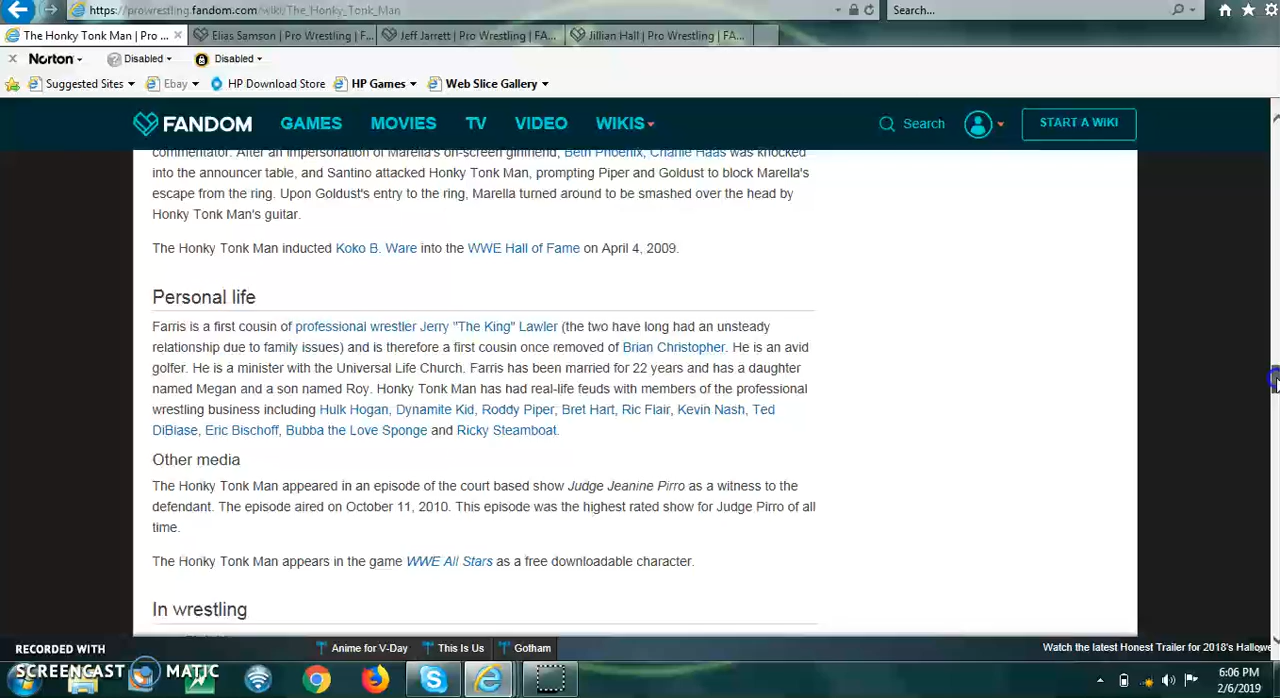 https://prowrestling.fandom.com/wiki/The_Honky_Tonk_Man
Search...
The Honky Tonk Man | Pro ...
Elias Samson | Pro Wrestling | F...
Jeff Jarrett | Pro Wrestling | FA...
Jillian Hall | Pro Wrestling | FA...
Norton
Disabled
Disabled
Suggested Sites
Ebay
HP Download Store
HP Games
Web Slice Gallery
FANDOM
GAMES
MOVIES
TV
VIDEO
WIKIS
Search
START A WIKI
commentator. After an impersonation of Marella's on-screen girlfriend, Beth Phoenix, Charlie Haas was knocked
into the announcer table, and Santino attacked Honky Tonk Man, prompting Piper and Goldust to block Marella's
escape from the ring. Upon Goldust's entry to the ring, Marella turned around to be smashed over the head by
Honky Tonk Man's guitar.
The Honky Tonk Man inducted Koko B. Ware into the WWE Hall of Fame on April 4, 2009.
Personal life
Farris is a first cousin of professional wrestler Jerry "The King" Lawler (the two have long had an unsteady
relationship due to family issues) and is therefore a first cousin once removed of Brian Christopher. He is an avid
golfer. He is a minister with the Universal Life Church. Farris has been married for 22 years and has a daughter
named Megan and a son named Roy. Honky Tonk Man has had real-life feuds with members of the professional
wrestling business including Hulk Hogan, Dynamite Kid, Roddy Piper, Bret Hart, Ric Flair, Kevin Nash, Ted
DiBiase, Eric Bischoff, Bubba the Love Sponge and Ricky Steamboat.
Other media
The Honky Tonk Man appeared in an episode of the court based show Judge Jeanine Pirro as a witness to the
defendant. The episode aired on October 11, 2010. This episode was the highest rated show for Judge Pirro of all
time.
The Honky Tonk Man appears in the game WWE All Stars as a free downloadable character.
In wrestling
RECORDED WITH
SCREENCAST MATIC
Anime for V-Day
This Is Us
Gotham
Watch the latest Honest Trailer for 2018's Hallowe
6:06 PM
2/6/2019